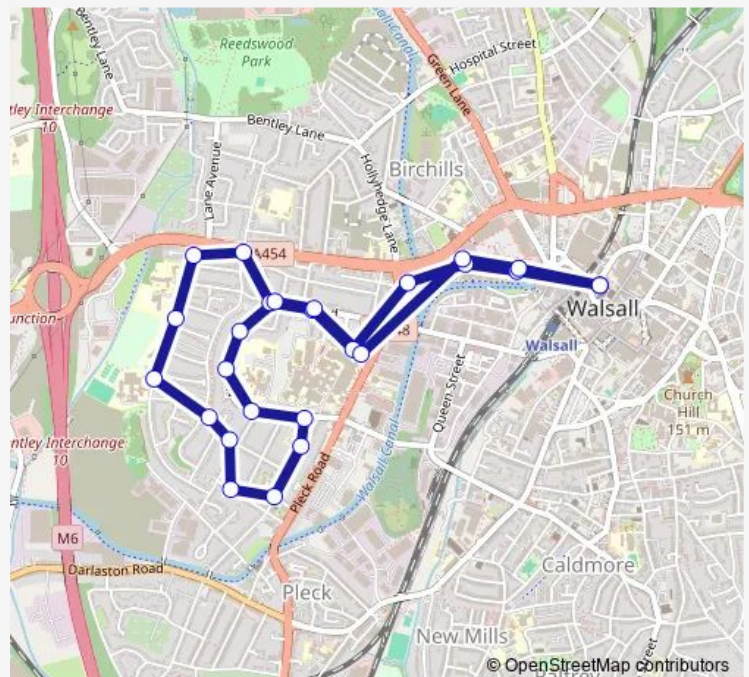 Bentley Lane
Reedswood
Park
Hospital Street
Green Lane
tley Interchange
10
Bentley Lane
Birchills
Hollyhedge Lane
Lane Avenue
A454
unction
Walsall
Walsall
Queen Street
Church
Hill
151 m
entley Interchange
10
Pleck Road
Walsall Canal
M6
Darlaston Road
Caldmore
Pleck
New Mills
© OpenStreetMap contributors